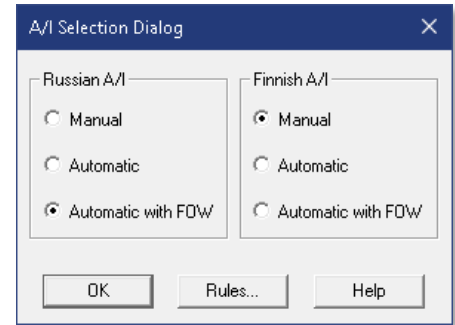 A/I Selection Dialog
Russian A/I
Manual
Automatic
Automatic with FOW
Finnish A/I
Manual
Automatic
Automatic with FOW
OK
Rules...
Help